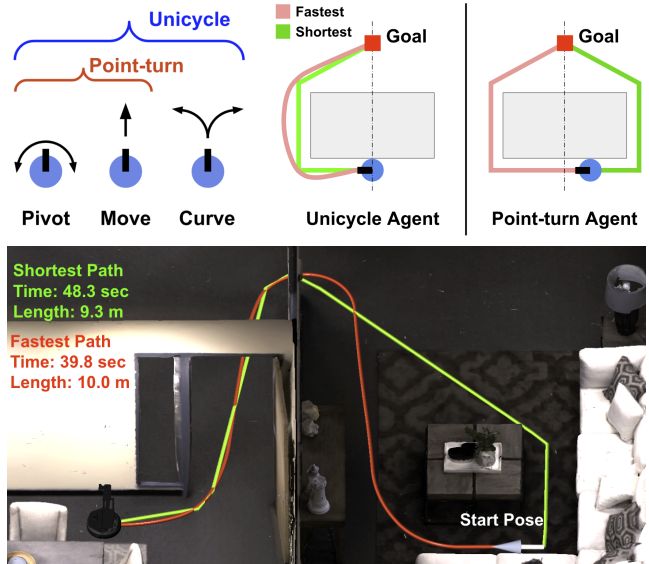 Unicycle
Point-turn
Pivot Move Curve
Fastest
Shortest
Goal
Unicycle Agent
Goal
Point-turn Agent
Shortest Path
Time: 48.3 sec
Length: 9.3 m
Fastest Path
Time: 39.8 sec
Length: 10.0 m
Start Pose